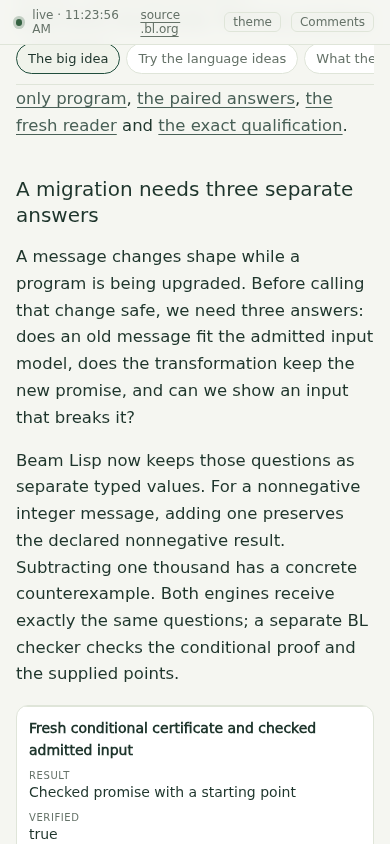 live · 11:23:56 AM
source.bl.org
theme
Comments
The big idea
Try the language ideas
What the
only program, the paired answers, the
fresh reader and the exact qualification.
A migration needs three separate
answers
A message changes shape while a
program is being upgraded. Before calling
that change safe, we need three answers:
does an old message fit the admitted input
model, does the transformation keep the
new promise, and can we show an input
that breaks it?
Beam Lisp now keeps those questions as
separate typed values. For a nonnegative
integer message, adding one preserves
the declared nonnegative result.
Subtracting one thousand has a concrete
counterexample. Both engines receive
exactly the same questions; a separate BL
checker checks the conditional proof and
the supplied points.
Fresh conditional certificate and checked
admitted input
RESULT
Checked promise with a starting point
VERIFIED
true